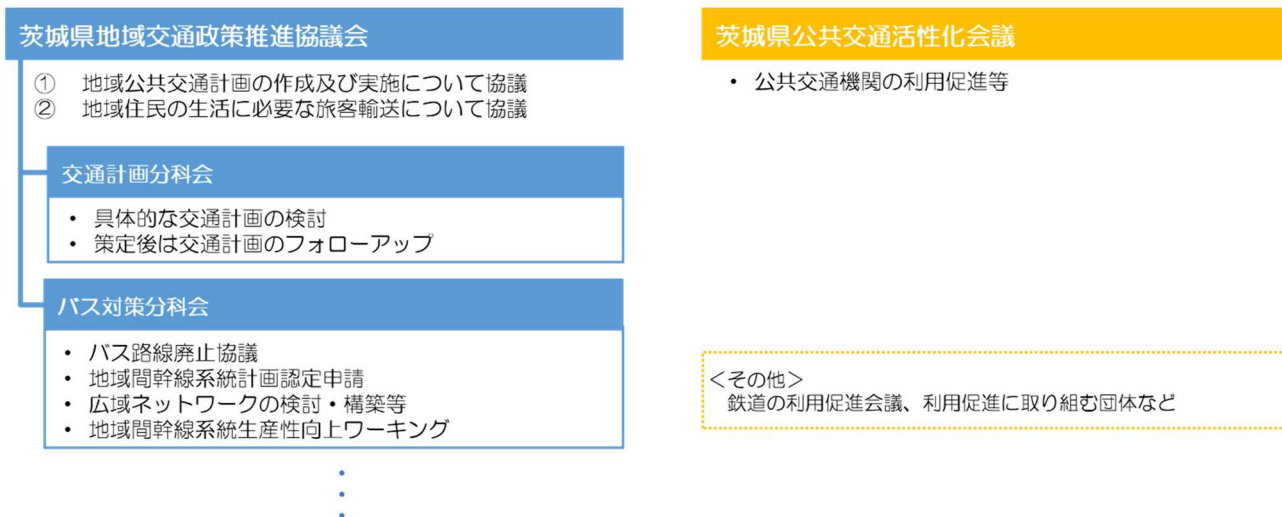 茨城県地域交通政策推進協議会
① 地域公共交通計画の作成及び実施について協議
② 地域住民の生活に必要な旅客輸送について協議
交通計画分科会
・ 具体的な交通計画の検討
・ 策定後は交通計画のフォローアップ
バス対策分科会
・ バス路線廃止協議
・ 地域間幹線系統計画認定申請
・ 広域ネットワークの検討・構築等
・ 地域間幹線系統生産性向上ワーキング
茨城県公共交通活性化会議
・ 公共交通機関の利用促進等
＜その他＞
鉄道の利用促進会議、利用促進に取り組む団体など